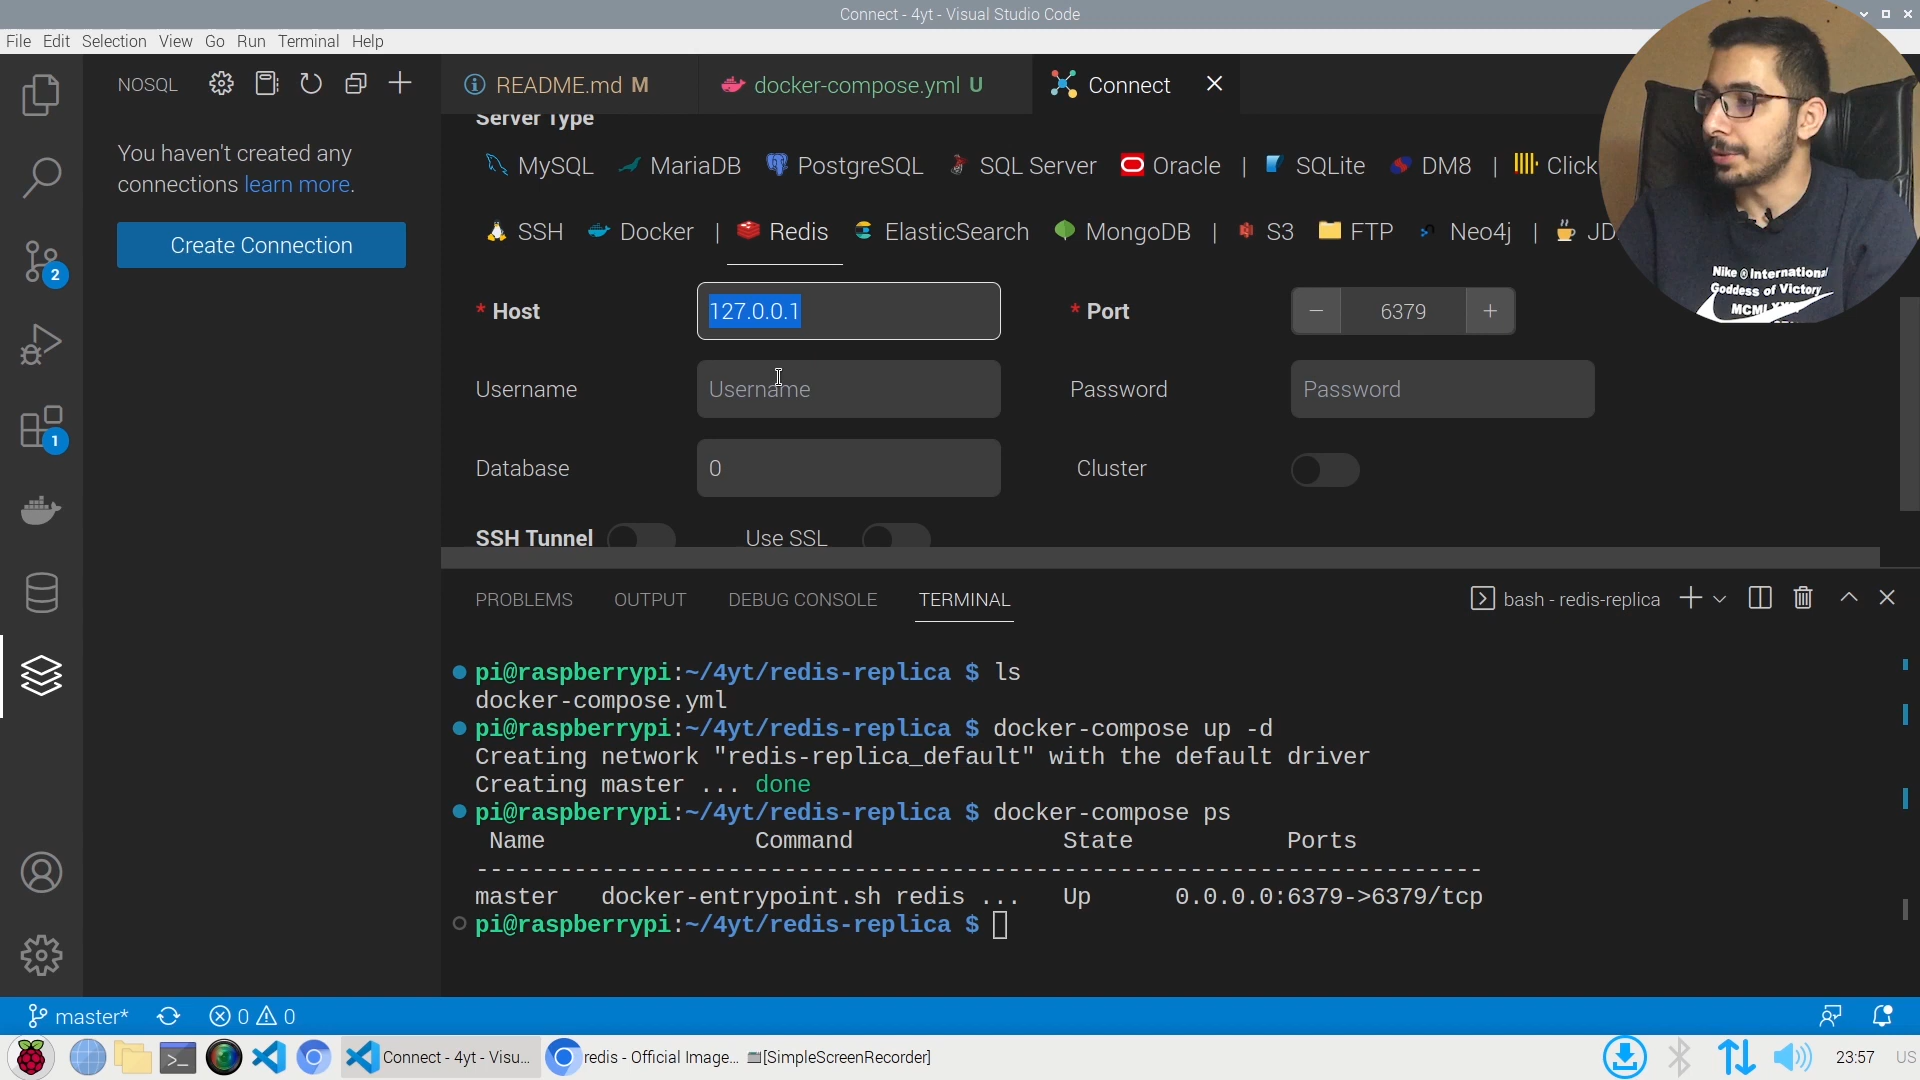 Connect - 4yt - Visual Studio Code
File Edit Selection View Go Run Terminal Help
NOSQL
README.md M
docker-compose.yml U
Connect
You haven't created any
connections learn more.
Create Connection
Server Type
MySQL MariaDB PostgreSQL SQL Server Oracle | SQLite DM8 | Click
SSH Docker | Redis ElasticSearch MongoDB | S3 FTP Neo4j | JD
* Host 127.0.0.1 * Port − 6379 +
Username Username Password Password
Database 0 Cluster
SSH Tunnel Use SSL
Nike ® International
Goddess of Victory
2
1
PROBLEMS OUTPUT DEBUG CONSOLE TERMINAL
bash - redis-replica
pi@raspberrypi:~/4yt/redis-replica $ ls
docker-compose.yml
pi@raspberrypi:~/4yt/redis-replica $ docker-compose up -d
Creating network "redis-replica_default" with the default driver
Creating master ... done
pi@raspberrypi:~/4yt/redis-replica $ docker-compose ps
Name Command State Ports
--------------------------------------------------------------------------------
master docker-entrypoint.sh redis ... Up 0.0.0.0:6379->6379/tcp
pi@raspberrypi:~/4yt/redis-replica $
master* 0 0
Connect - 4yt - Visu... redis - Official Image... [SimpleScreenRecorder] 23:57 US